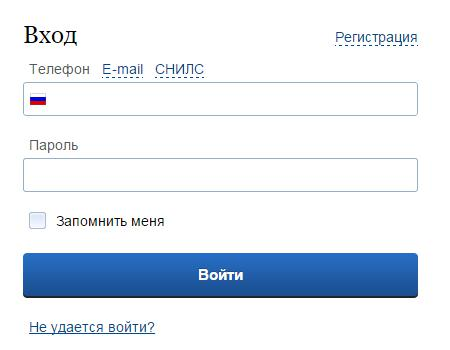 Вход Регистрация
Телефон E-mail СНИЛС
Пароль
Запомнить меня
Войти
Не удается войти?